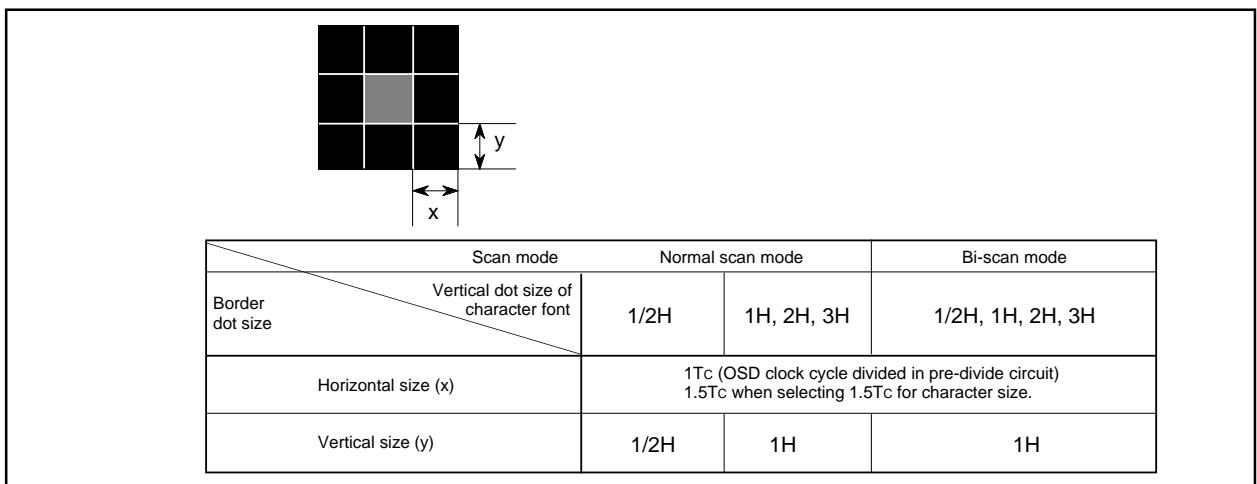 y
x
Scan mode
Normal scan mode
Bi-scan mode
Border
dot size
Vertical dot size of
character font
1/2H
1H, 2H, 3H
1/2H, 1H, 2H, 3H
Horizontal size (x)
1TC (OSD clock cycle divided in pre-divide circuit)
1.5TC when selecting 1.5TC for character size.
Vertical size (y)
1/2H
1H
1H